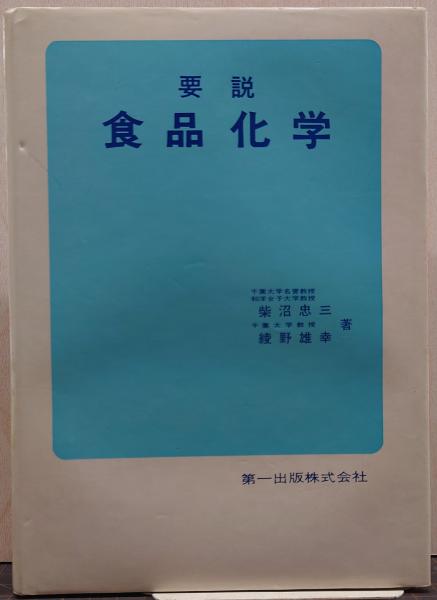 要説
食品化学
千葉大学名誉教授
和洋女子大学教授
柴沼忠三
千葉大学教授
著
綾野雄幸
第一出版株式会社